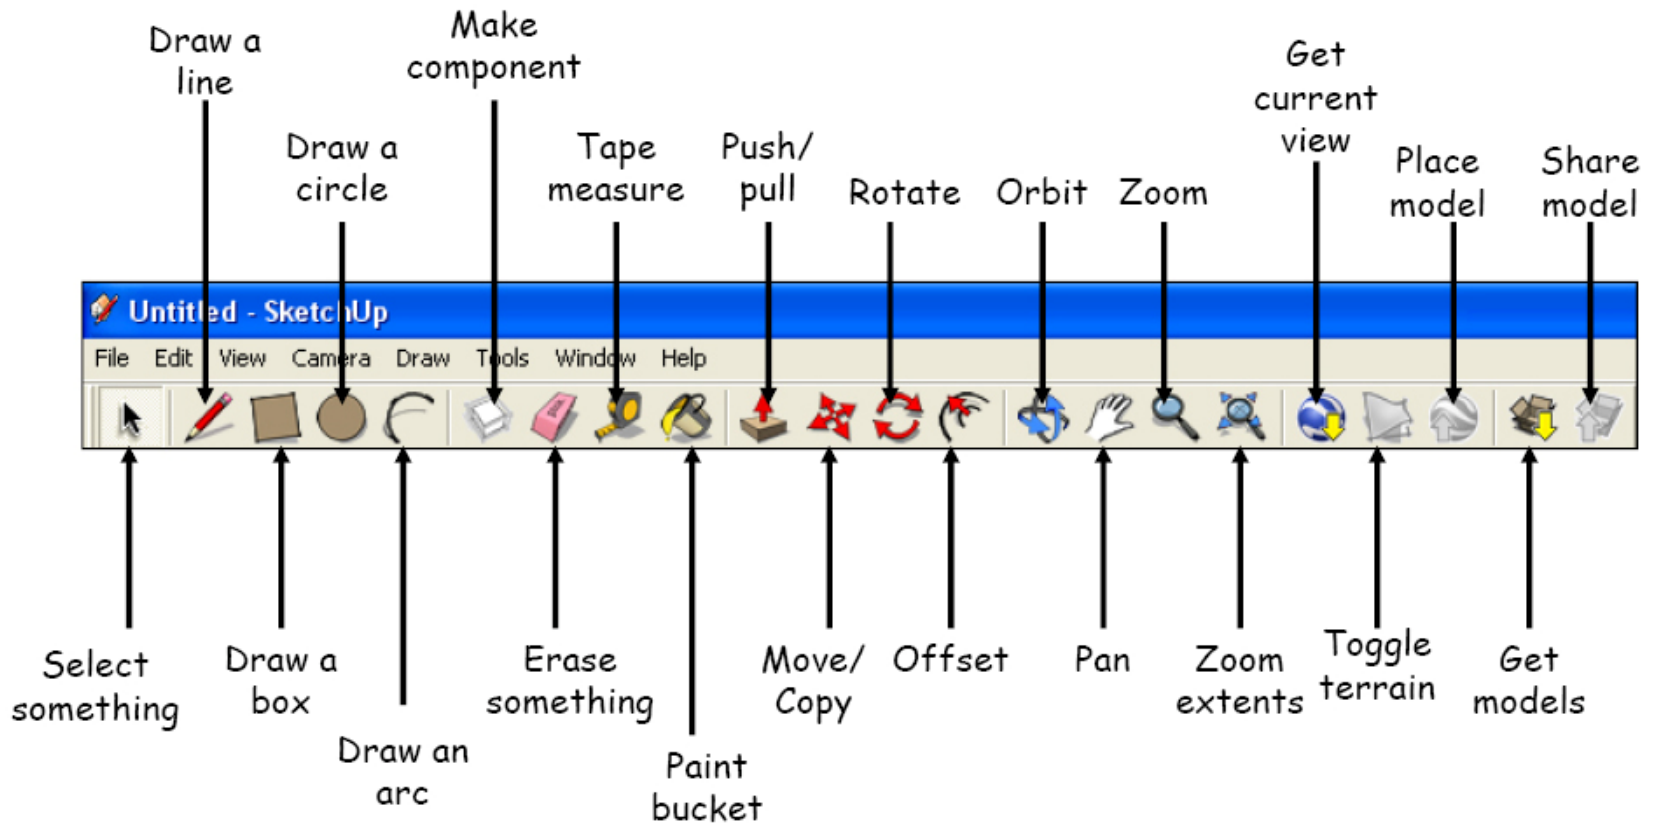 Draw a
line
Make
component
Draw a
circle
Tape
measure
Push/
pull
Rotate
Orbit
Zoom
Get
current
view
Place
model
Share
model
Untitled - SketchUp
File Edit View Camera Draw Tools Window Help
Select
something
Draw a
box
Draw an
arc
Erase
something
Paint
bucket
Move/
Copy
Offset
Pan
Zoom
extents
Toggle
terrain
Get
models